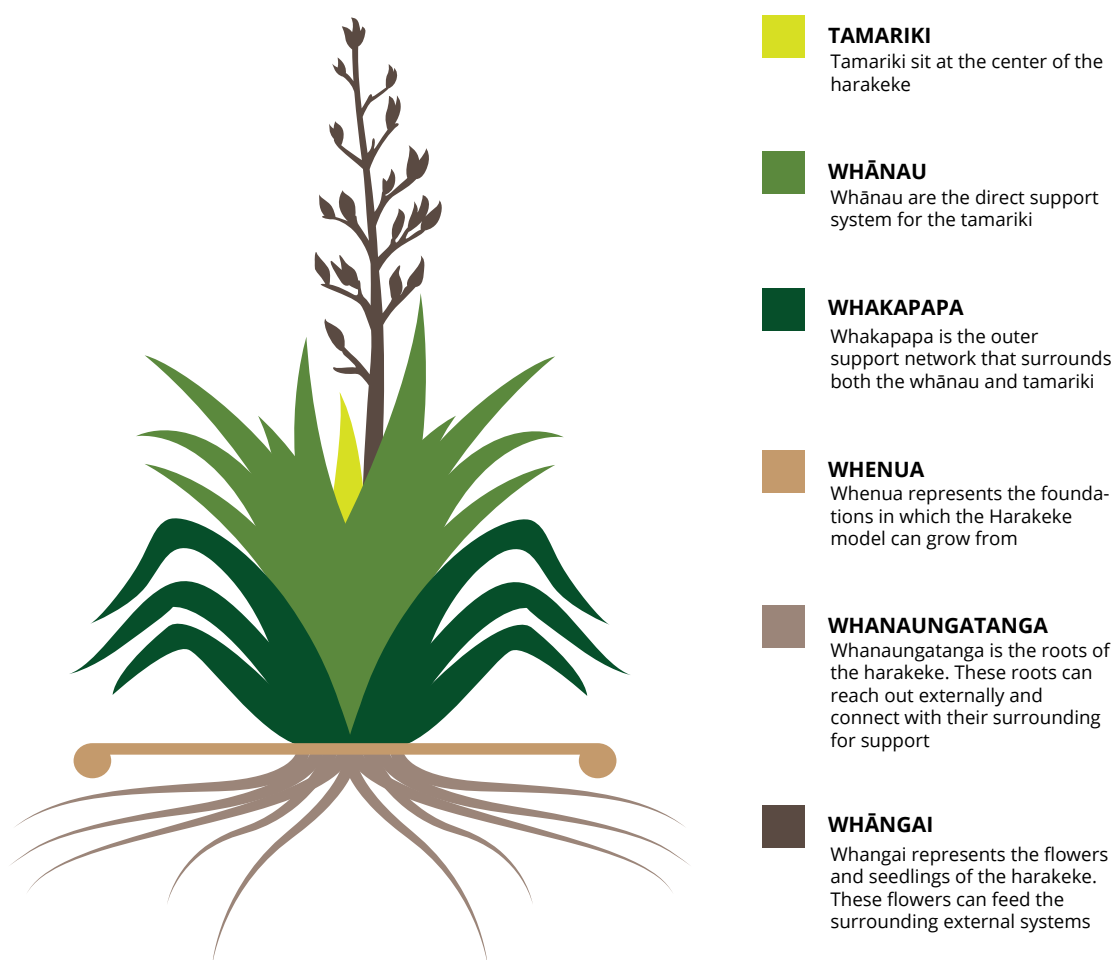 TAMARIKI
Tamariki sit at the center of the
harakeke
WHĀNAU
Whānau are the direct support
system for the tamariki
WHAKAPAPA
Whakapapa is the outer
support network that surrounds
both the whānau and tamariki
WHENUA
Whenua represents the founda-
tions in which the Harakeke
model can grow from
WHANAUNGATANGA
Whanaungatanga is the roots of
the harakeke. These roots can
reach out externally and
connect with their surrounding
for support
WHĀNGAI
Whangai represents the flowers
and seedlings of the harakeke.
These flowers can feed the
surrounding external systems